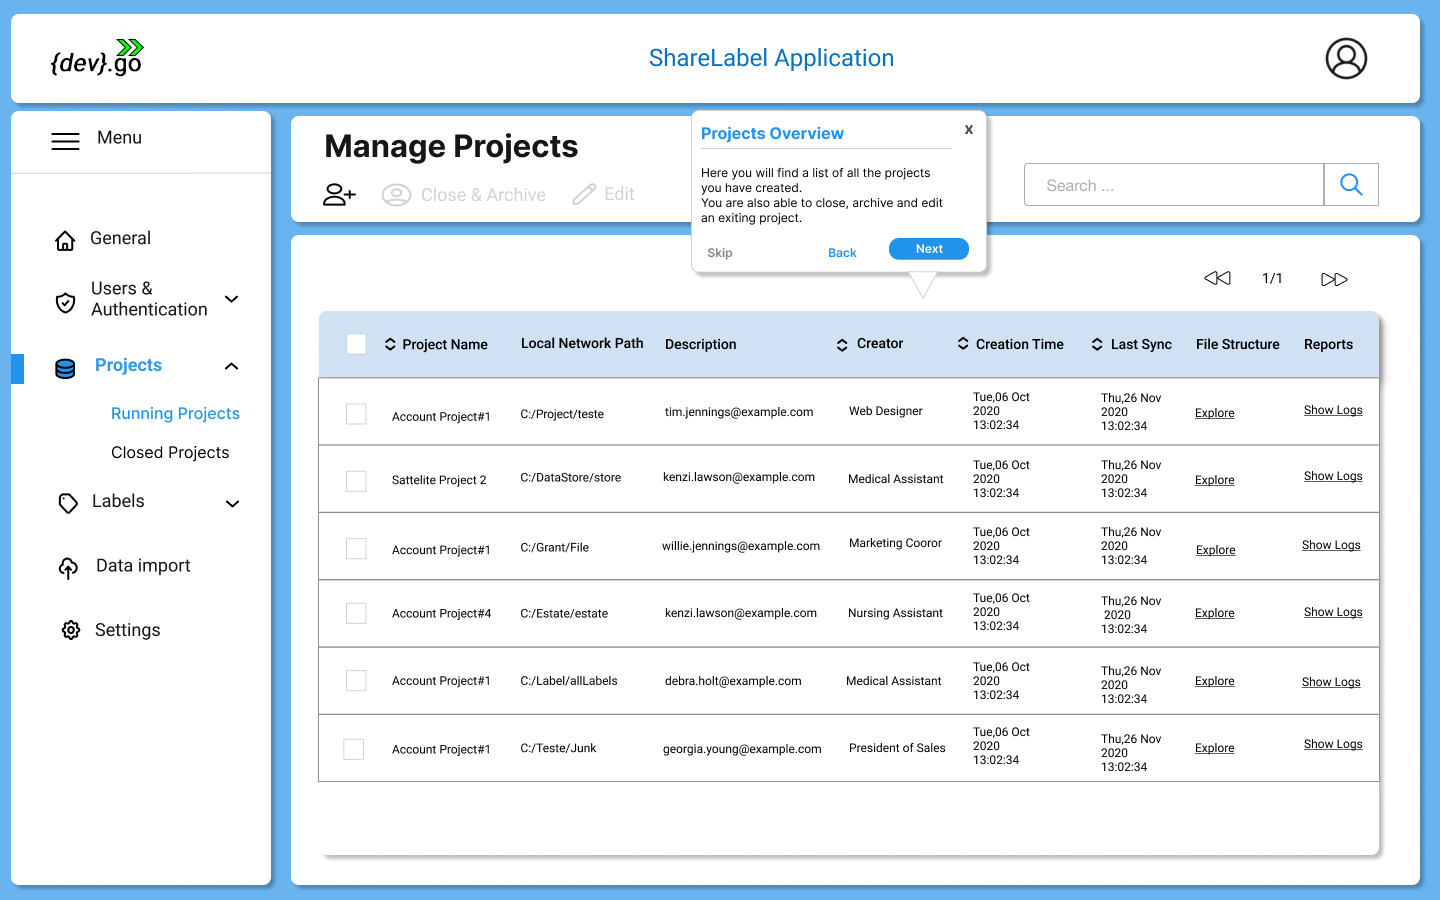 {dev}.go
ShareLabel Application
Menu
General
Users &
Authentication
Projects
Running Projects
Closed Projects
Labels
Data import
Settings
Manage Projects
Close & Archive
Edit
Projects Overview
x
Here you will find a list of all the projects
you have created.
You are also able to close, archive and edit
an exiting project.
Skip
Back
Next
Search ...
1/1
Project Name Local Network Path Description Creator Creation Time Last Sync File Structure Reports
Account Project#1 C:/Project/teste tim.jennings@example.com Web Designer
Tue,06 Oct
2020
13:02:34
Thu,26 Nov
2020
13:02:34
Explore
Show Logs
Sattelite Project 2 C:/DataStore/store kenzi.lawson@example.com Medical Assistant
Tue,06 Oct
2020
13:02:34
Thu,26 Nov
2020
13:02:34
Explore
Show Logs
Account Project#1 C:/Grant/File willie.jennings@example.com Marketing Cooror
Tue,06 Oct
2020
13:02:34
Thu,26 Nov
2020
13:02:34
Explore
Show Logs
Account Project#4 C:/Estate/estate kenzi.lawson@example.com Nursing Assistant
Tue,06 Oct
2020
13:02:34
Thu,26 Nov
2020
13:02:34
Explore
Show Logs
Account Project#1 C:/Label/allLabels debra.holt@example.com Medical Assistant
Tue,06 Oct
2020
13:02:34
Thu,26 Nov
2020
13:02:34
Explore
Show Logs
Account Project#1 C:/Teste/Junk georgia.young@example.com President of Sales
Tue,06 Oct
2020
13:02:34
Thu,26 Nov
2020
13:02:34
Explore
Show Logs